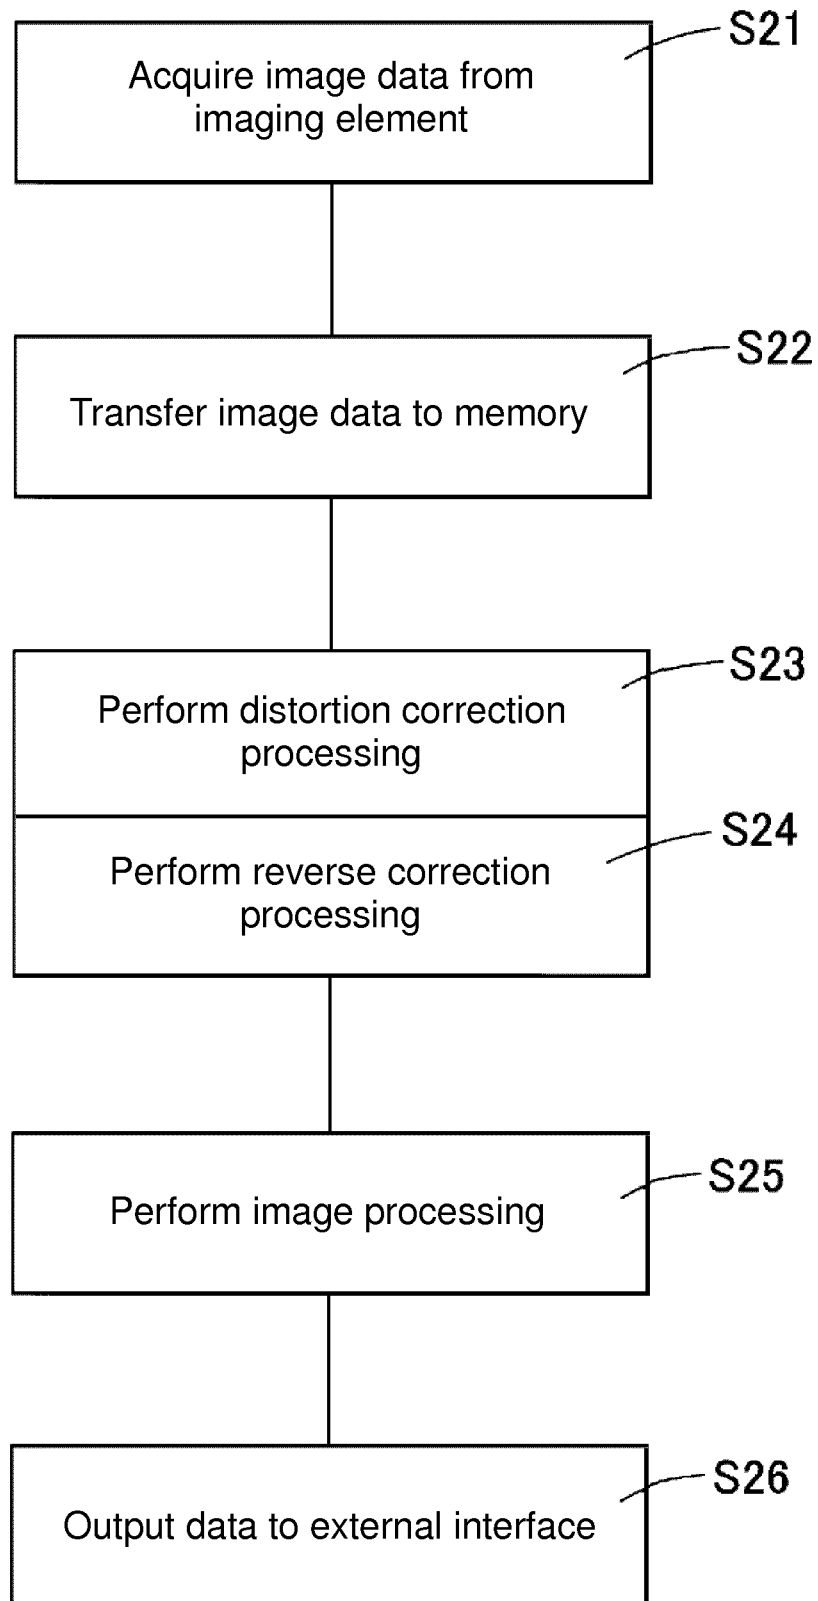 S21
Acquire image data from
imaging element
S22
Transfer image data to memory
S23
Perform distortion correction
processing
S24
Perform reverse correction
processing
S25
Perform image processing
S26
Output data to external interface